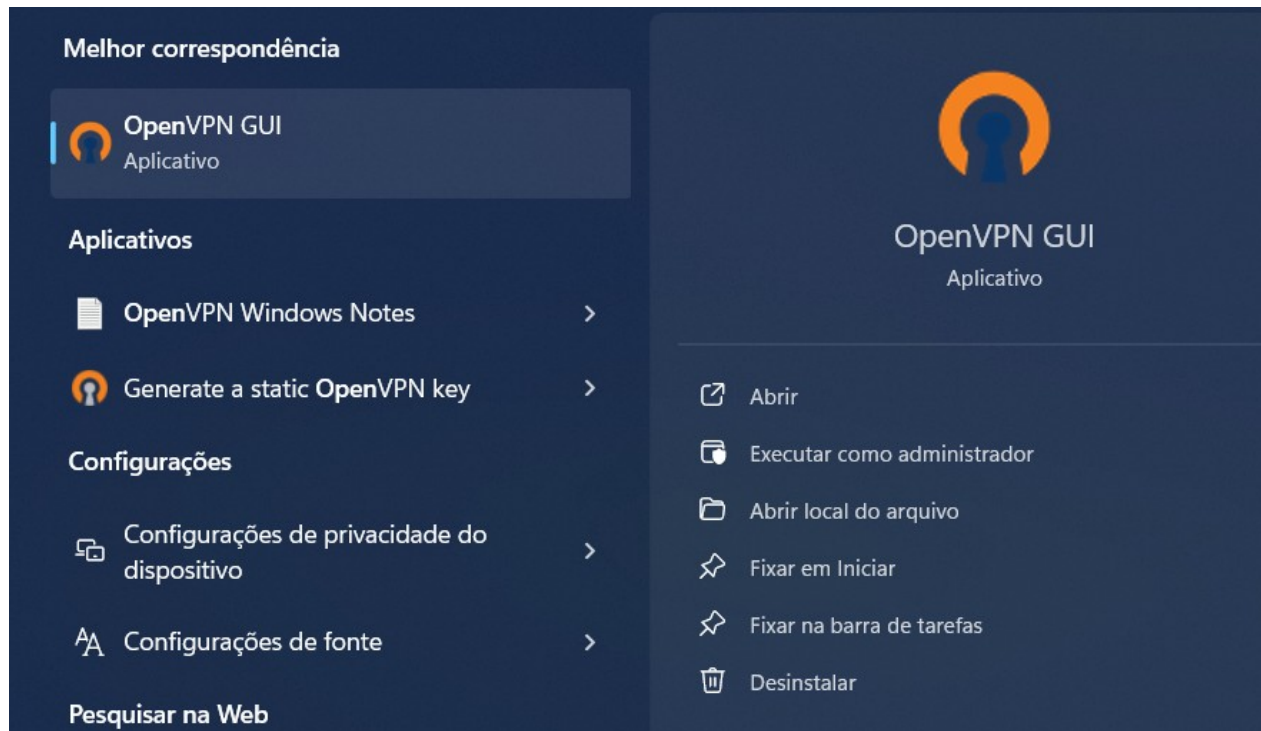 Melhor correspondência
OpenVPN GUI
Aplicativo
Aplicativos
OpenVPN Windows Notes
Generate a static OpenVPN key
Configurações
Configurações de privacidade do
dispositivo
Configurações de fonte
Pesquisar na Web
OpenVPN GUI
Aplicativo
Abrir
Executar como administrador
Abrir local do arquivo
Fixar em Iniciar
Fixar na barra de tarefas
Desinstalar